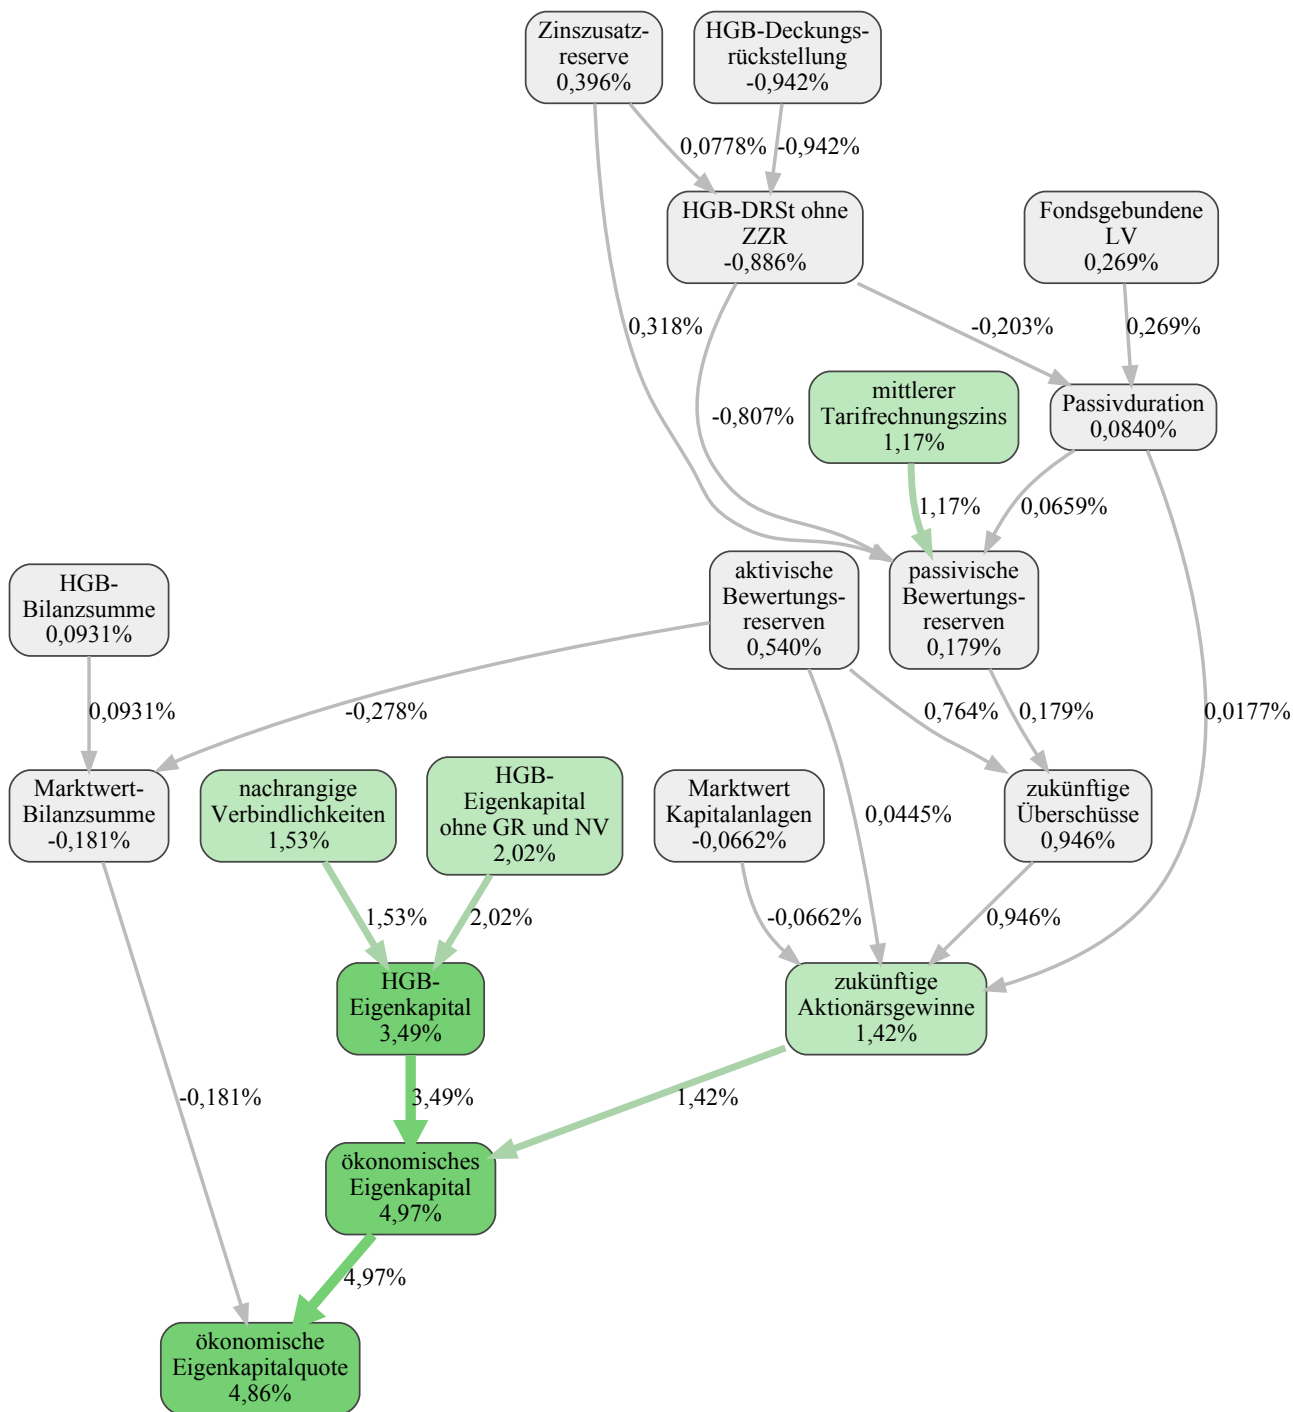 Zinszusatz-
reserve
0,396%
HGB-Deckungs-
rückstellung
-0,942%
0,0778%
-0,942%
HGB-DRSt ohne
ZZR
-0,886%
Fondsgebundene
LV
0,269%
0,318%
-0,203%
0,269%
mittlerer
Tarifrechnungszins
1,17%
Passivduration
0,0840%
-0,807%
1,17%
0,0659%
HGB-
Bilanzsumme
0,0931%
aktivische
Bewertungs-
reserven
0,540%
passivische
Bewertungs-
reserven
0,179%
0,0931%
-0,278%
0,764%
0,179%
0,0177%
Marktwert-
Bilanzsumme
-0,181%
nachrangige
Verbindlichkeiten
1,53%
HGB-
Eigenkapital
ohne GR und NV
2,02%
Marktwert
Kapitalanlagen
-0,0662%
0,0445%
zukünftige
Überschüsse
0,946%
1,53%
2,02%
-0,0662%
0,946%
HGB-
Eigenkapital
3,49%
zukünftige
Aktionärsgewinne
1,42%
-0,181%
3,49%
1,42%
ökonomisches
Eigenkapital
4,97%
4,97%
ökonomische
Eigenkapitalquote
4,86%